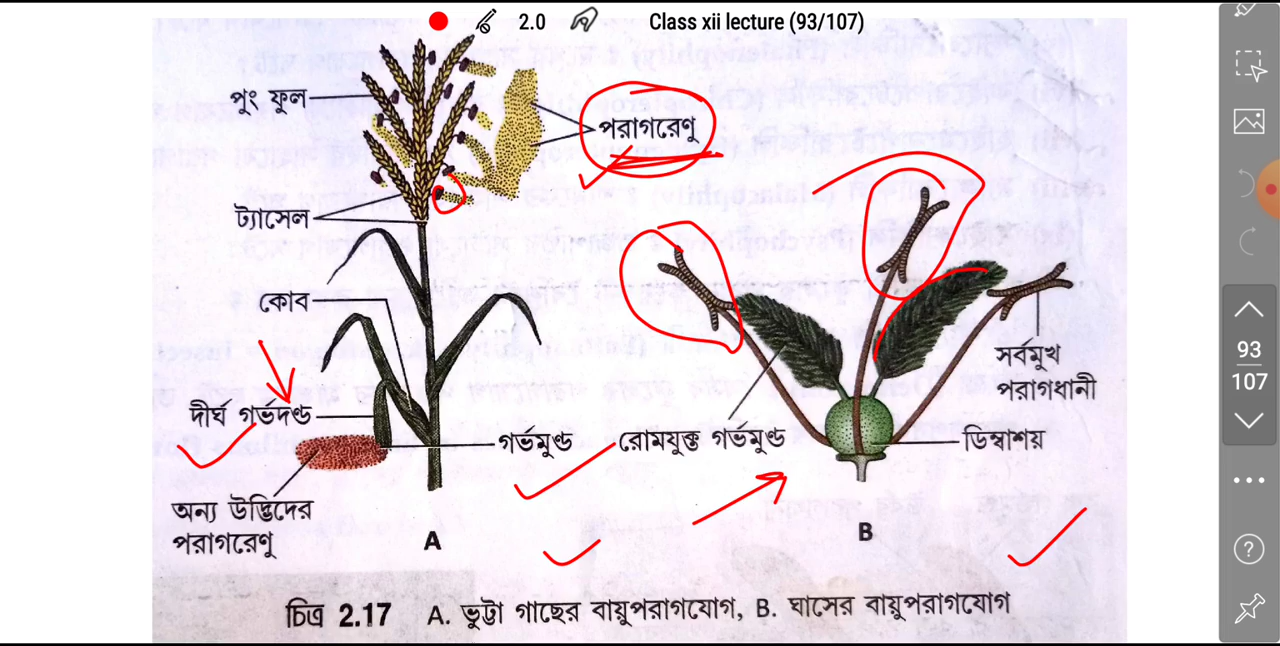 2.0 Class xii lecture (93/107)
পুং ফুল
পরাগরেণু
ট্যাসেল
কোব
দীর্ঘ গর্ভদণ্ড
গর্ভমুণ্ড
অন্য উদ্ভিদের
পরাগরেণু
A
রোমযুক্ত গর্ভমুণ্ড
সর্বমুখ
পরাগধানী
ডিম্বাশয়
B
চিত্র 2.17 A. ভুট্টা গাছের বায়ুপরাগযোগ, B. ঘাসের বায়ুপরাগযোগ
93
107